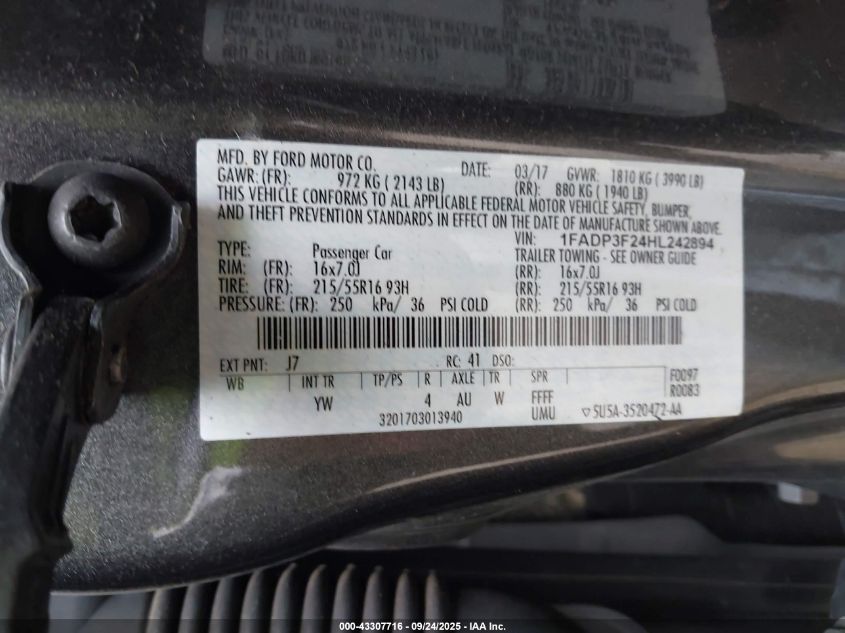 MFD. BY FORD MOTOR CO. DATE: 03/17 GVWR: 1810 KG ( 3990 LB)
GAWR: (FR): 972 KG ( 2143 LB) (RR): 880 KG ( 1940 LB)
THIS VEHICLE CONFORMS TO ALL APPLICABLE FEDERAL MOTOR VEHICLE SAFETY, BUMPER,
AND THEFT PREVENTION STANDARDS IN EFFECT ON THE DATE OF MANUFACTURE SHOWN ABOVE.
VIN: 1FADP3F24HL242894
TYPE: Passenger Car TRAILER TOWING - SEE OWNER GUIDE
RIM: (FR): 16x7.0J (RR): 16x7.0J
TIRE: (FR): 215/55R16 93H (RR): 215/55R16 93H
PRESSURE: (FR): 250 kPa/ 36 PSI COLD (RR): 250 kPa/ 36 PSI COLD
EXT PNT: J7 RC: 41 DSO:
WB INT TR TP/PS R AXLE TR SPR F0097
R0083
YW 4 AU W FFFF
3201703013940 UMU ▽5U5A-3520472-AA
000-43307716 - 09/24/2025 - IAA Inc.